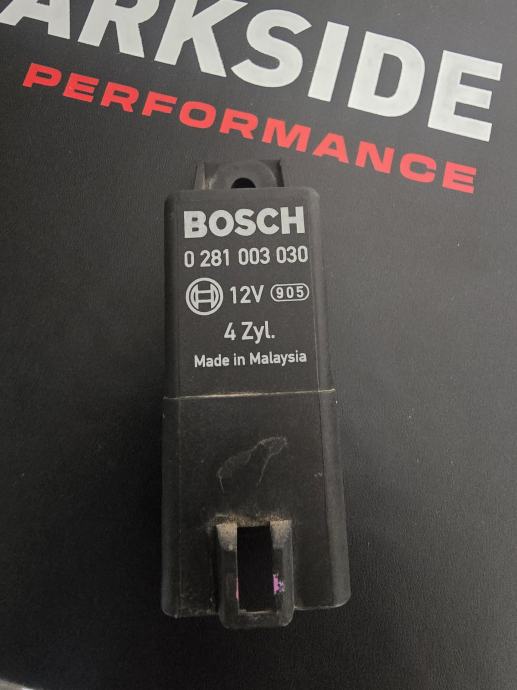 ARKSIDE
PERFORMANCE
BOSCH
0 281 003 030
12V 905
4 Zyl.
Made in Malaysia